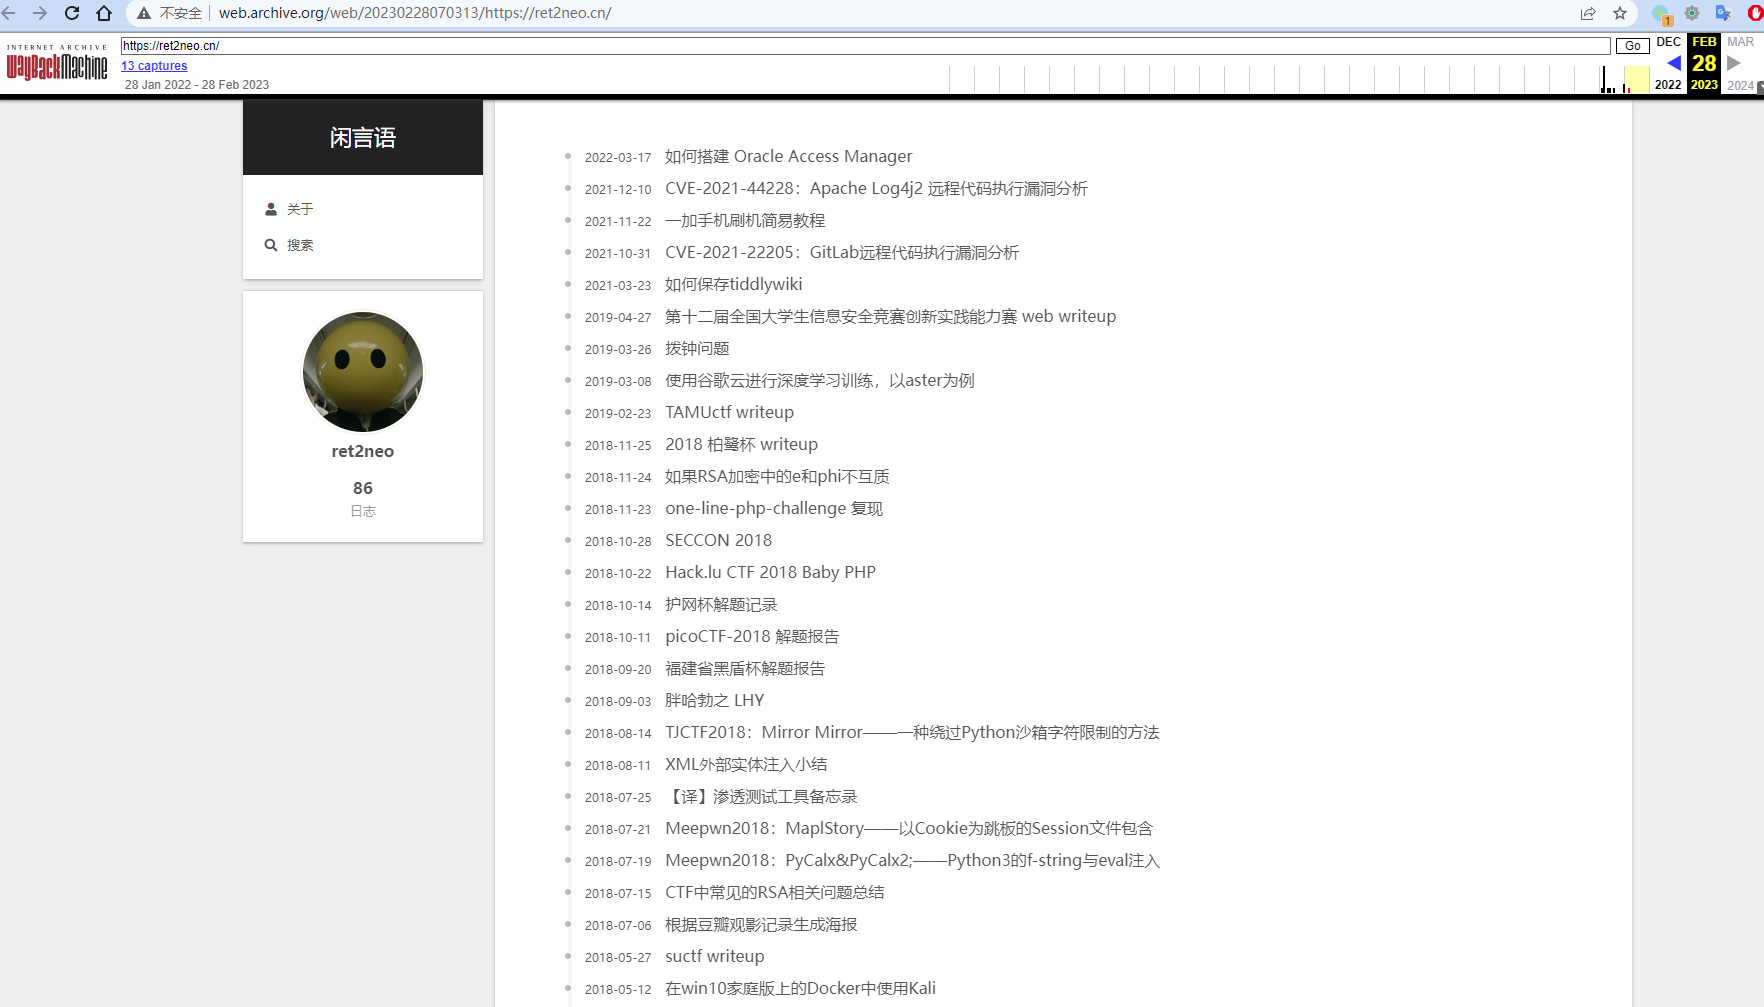 不安全 web.archive.org/web/20230228070313/https://ret2neo.cn/
1
INTERNET ARCHIVE
WayBackMachine
https://ret2neo.cn/
Go
13 captures
28 Jan 2022 - 28 Feb 2023
DEC FEB MAR
28
2022 2023 2024
闲言语
关于
搜索
ret2neo
86
日志
2022-03-17 如何搭建 Oracle Access Manager
2021-12-10 CVE-2021-44228：Apache Log4j2 远程代码执行漏洞分析
2021-11-22 一加手机刷机简易教程
2021-10-31 CVE-2021-22205：GitLab远程代码执行漏洞分析
2021-03-23 如何保存tiddlywiki
2019-04-27 第十二届全国大学生信息安全竞赛创新实践能力赛 web writeup
2019-03-26 拨钟问题
2019-03-08 使用谷歌云进行深度学习训练，以aster为例
2019-02-23 TAMUctf writeup
2018-11-25 2018 柏鹭杯 writeup
2018-11-24 如果RSA加密中的e和phi不互质
2018-11-23 one-line-php-challenge 复现
2018-10-28 SECCON 2018
2018-10-22 Hack.lu CTF 2018 Baby PHP
2018-10-14 护网杯解题记录
2018-10-11 picoCTF-2018 解题报告
2018-09-20 福建省黑盾杯解题报告
2018-09-03 胖哈勃之 LHY
2018-08-14 TJCTF2018：Mirror Mirror——一种绕过Python沙箱字符限制的方法
2018-08-11 XML外部实体注入小结
2018-07-25 【译】渗透测试工具备忘录
2018-07-21 Meepwn2018：MaplStory——以Cookie为跳板的Session文件包含
2018-07-19 Meepwn2018：PyCalx&PyCalx2;——Python3的f-string与eval注入
2018-07-15 CTF中常见的RSA相关问题总结
2018-07-06 根据豆瓣观影记录生成海报
2018-05-27 suctf writeup
2018-05-12 在win10家庭版上的Docker中使用Kali